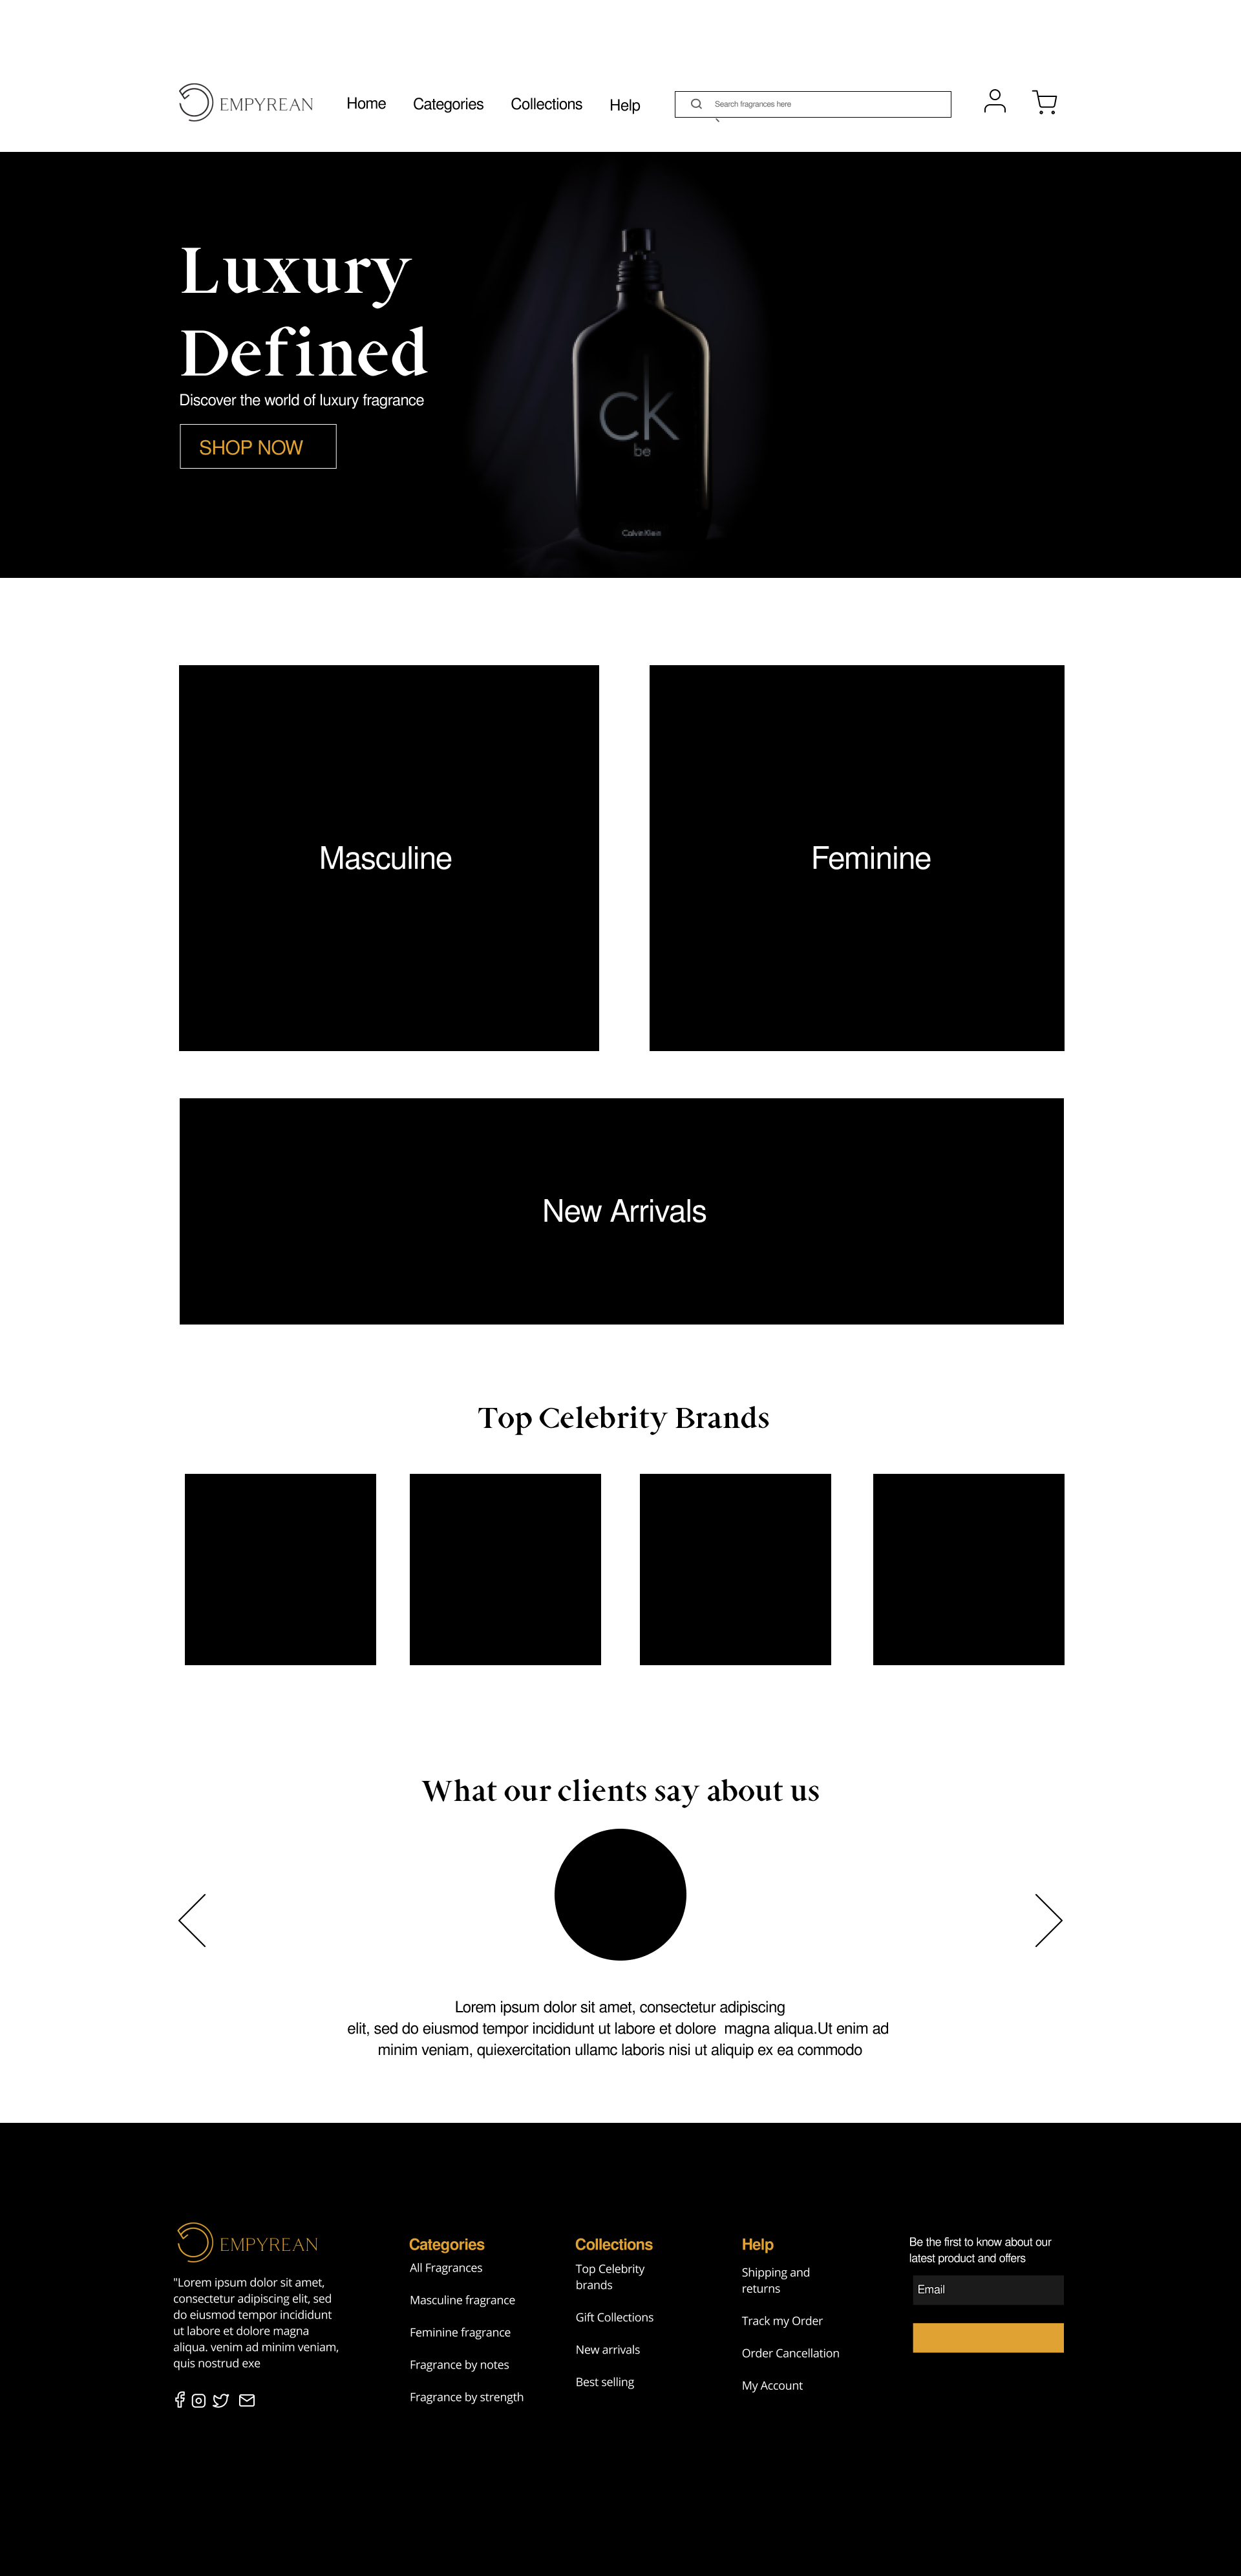 EMPYREAN
Home
Categories
Collections
Help
Search fragrances here
Luxury
Defined
Discover the world of luxury fragrance
SHOP NOW
CK
be
Calvin Klein
Masculine
Feminine
New Arrivals
Top Celebrity Brands
What our clients say about us
Lorem ipsum dolor sit amet, consectetur adipiscing
elit, sed do eiusmod tempor incididunt ut labore et dolore  magna aliqua.Ut enim ad
minim veniam, quiexercitation ullamc laboris nisi ut aliquip ex ea commodo
EMPYREAN
"Lorem ipsum dolor sit amet,
consectetur adipiscing elit, sed
do eiusmod tempor incididunt
ut labore et dolore magna
aliqua. venim ad minim veniam,
quis nostrud exe
Categories
All Fragrances
Masculine fragrance
Feminine fragrance
Fragrance by notes
Fragrance by strength
Collections
Top Celebrity
brands
Gift Collections
New arrivals
Best selling
Help
Shipping and
returns
Track my Order
Order Cancellation
My Account
Be the first to know about our
latest product and offers
Email